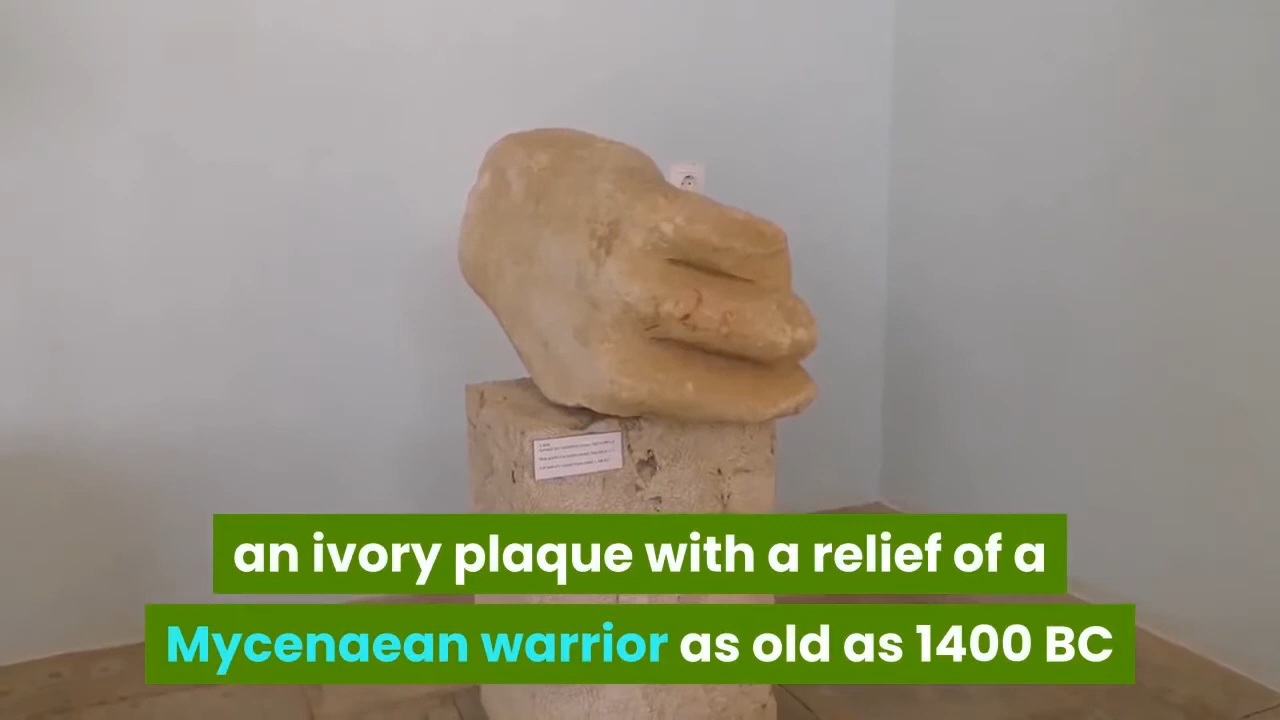 an ivory plaque with a relief of a
Mycenaean warrior as old as 1400 BC